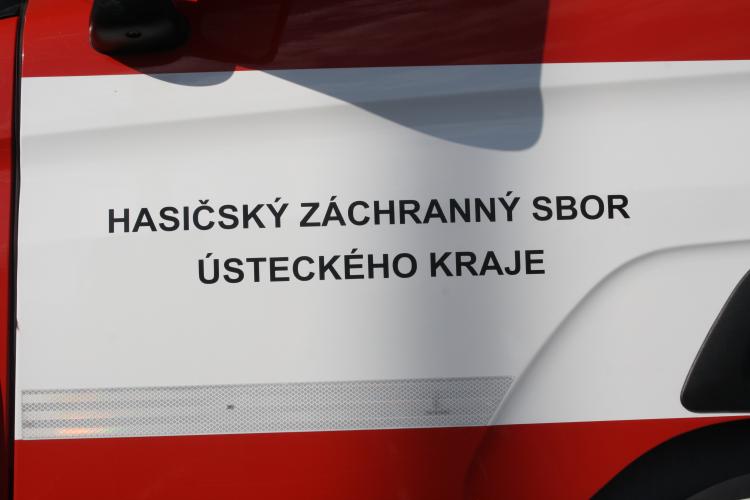 HASIČSKÝ ZÁCHRANNÝ SBOR
ÚSTECKÉHO KRAJE